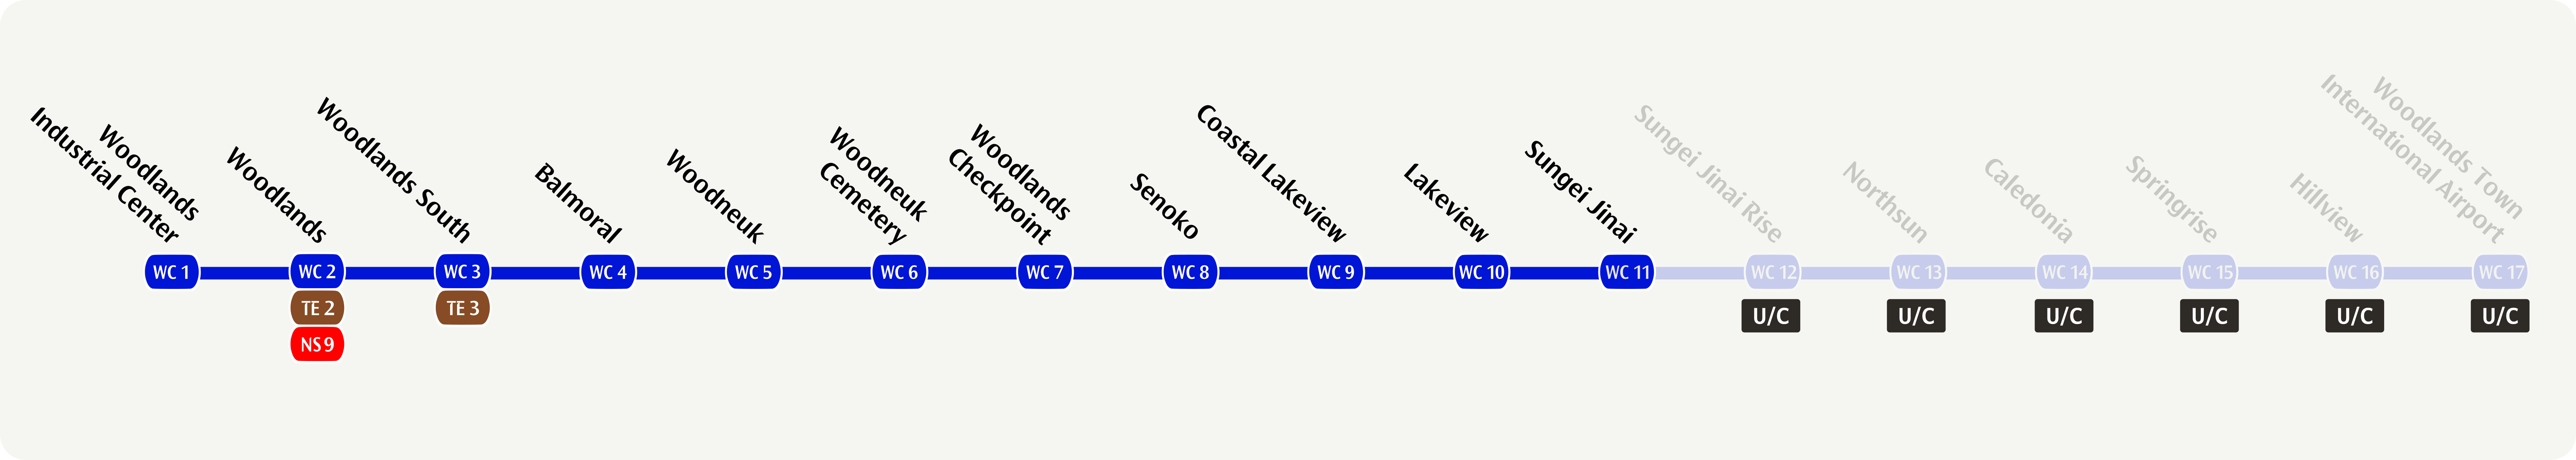 Woodlands
Industrial Center
Woodlands
Woodlands South
Balmoral
Woodneuk
Woodneuk
Cemetery
Woodlands
Checkpoint
Senoko
Coastal Lakeview
Lakeview
Sungei Jinai
Sungei Jinai Rise
Northsun
Caledonia
Springrise
Hillview
Woodlands Town
International Airport
WC 1
WC 2
WC 3
WC 4
WC 5
WC 6
WC 7
WC 8
WC 9
WC 10
WC 11
WC 12
WC 13
WC 14
WC 15
WC 16
WC 17
TE 2
TE 3
U/C
U/C
U/C
U/C
U/C
U/C
NS 9